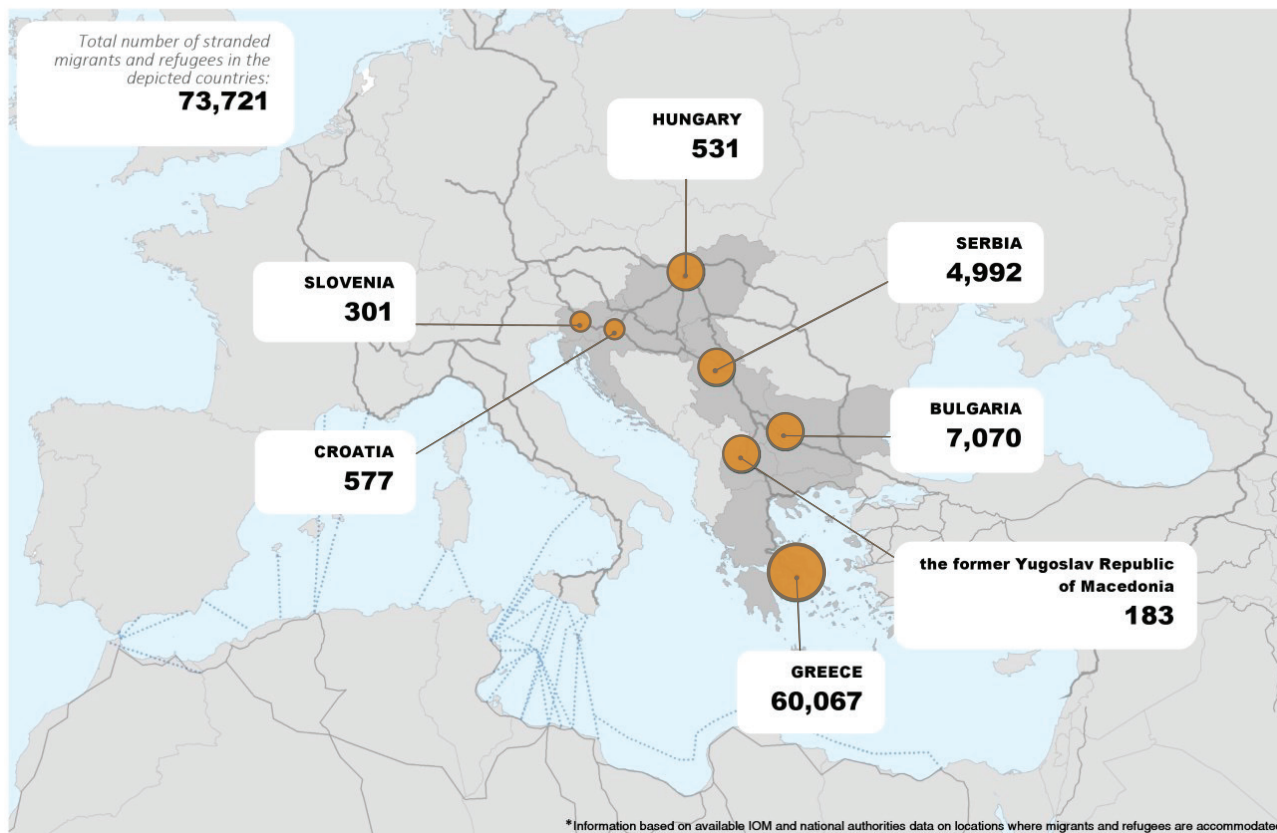 Total number of stranded
migrants and refugees in the
depicted countries:
73,721
HUNGARY
531
SERBIA
4,992
SLOVENIA
301
BULGARIA
7,070
CROATIA
577
the former Yugoslav Republic
of Macedonia
183
GREECE
60,067
*Information based on available IOM and national authorities data on locations where migrants and refugees are accommodated